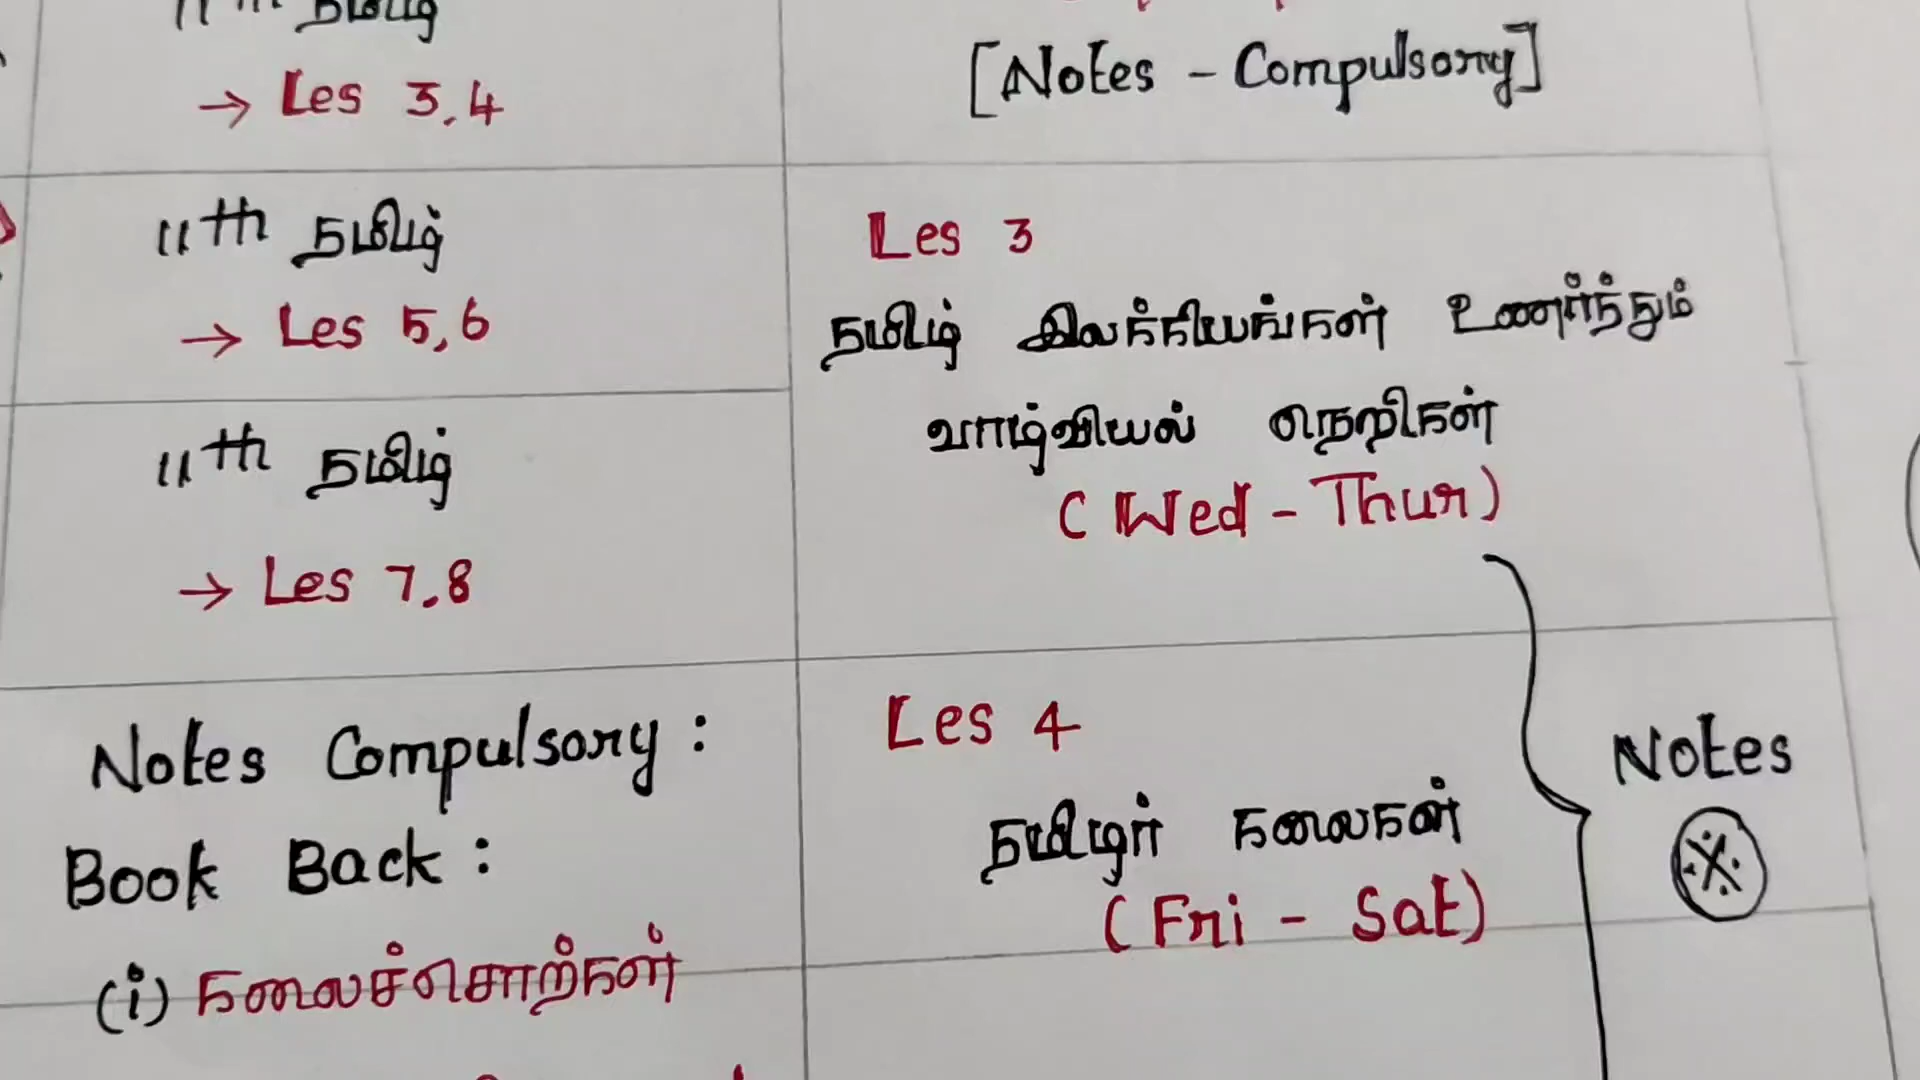 11th தமிழ்
→ Les 3,4
[Notes - Compulsory]
11th தமிழ்
→ Les 5,6
11th தமிழ்
→ Les 7,8
Les 3
தமிழ் இலக்கியங்கள் உணர்த்தும்
வாழ்வியல் நெறிகள்
(Wed - Thur)
Notes Compulsory :
Book Back :
(i) கலைச்சொற்கள்
Les 4
தமிழர் கலைகள்
(Fri - Sat)
Notes